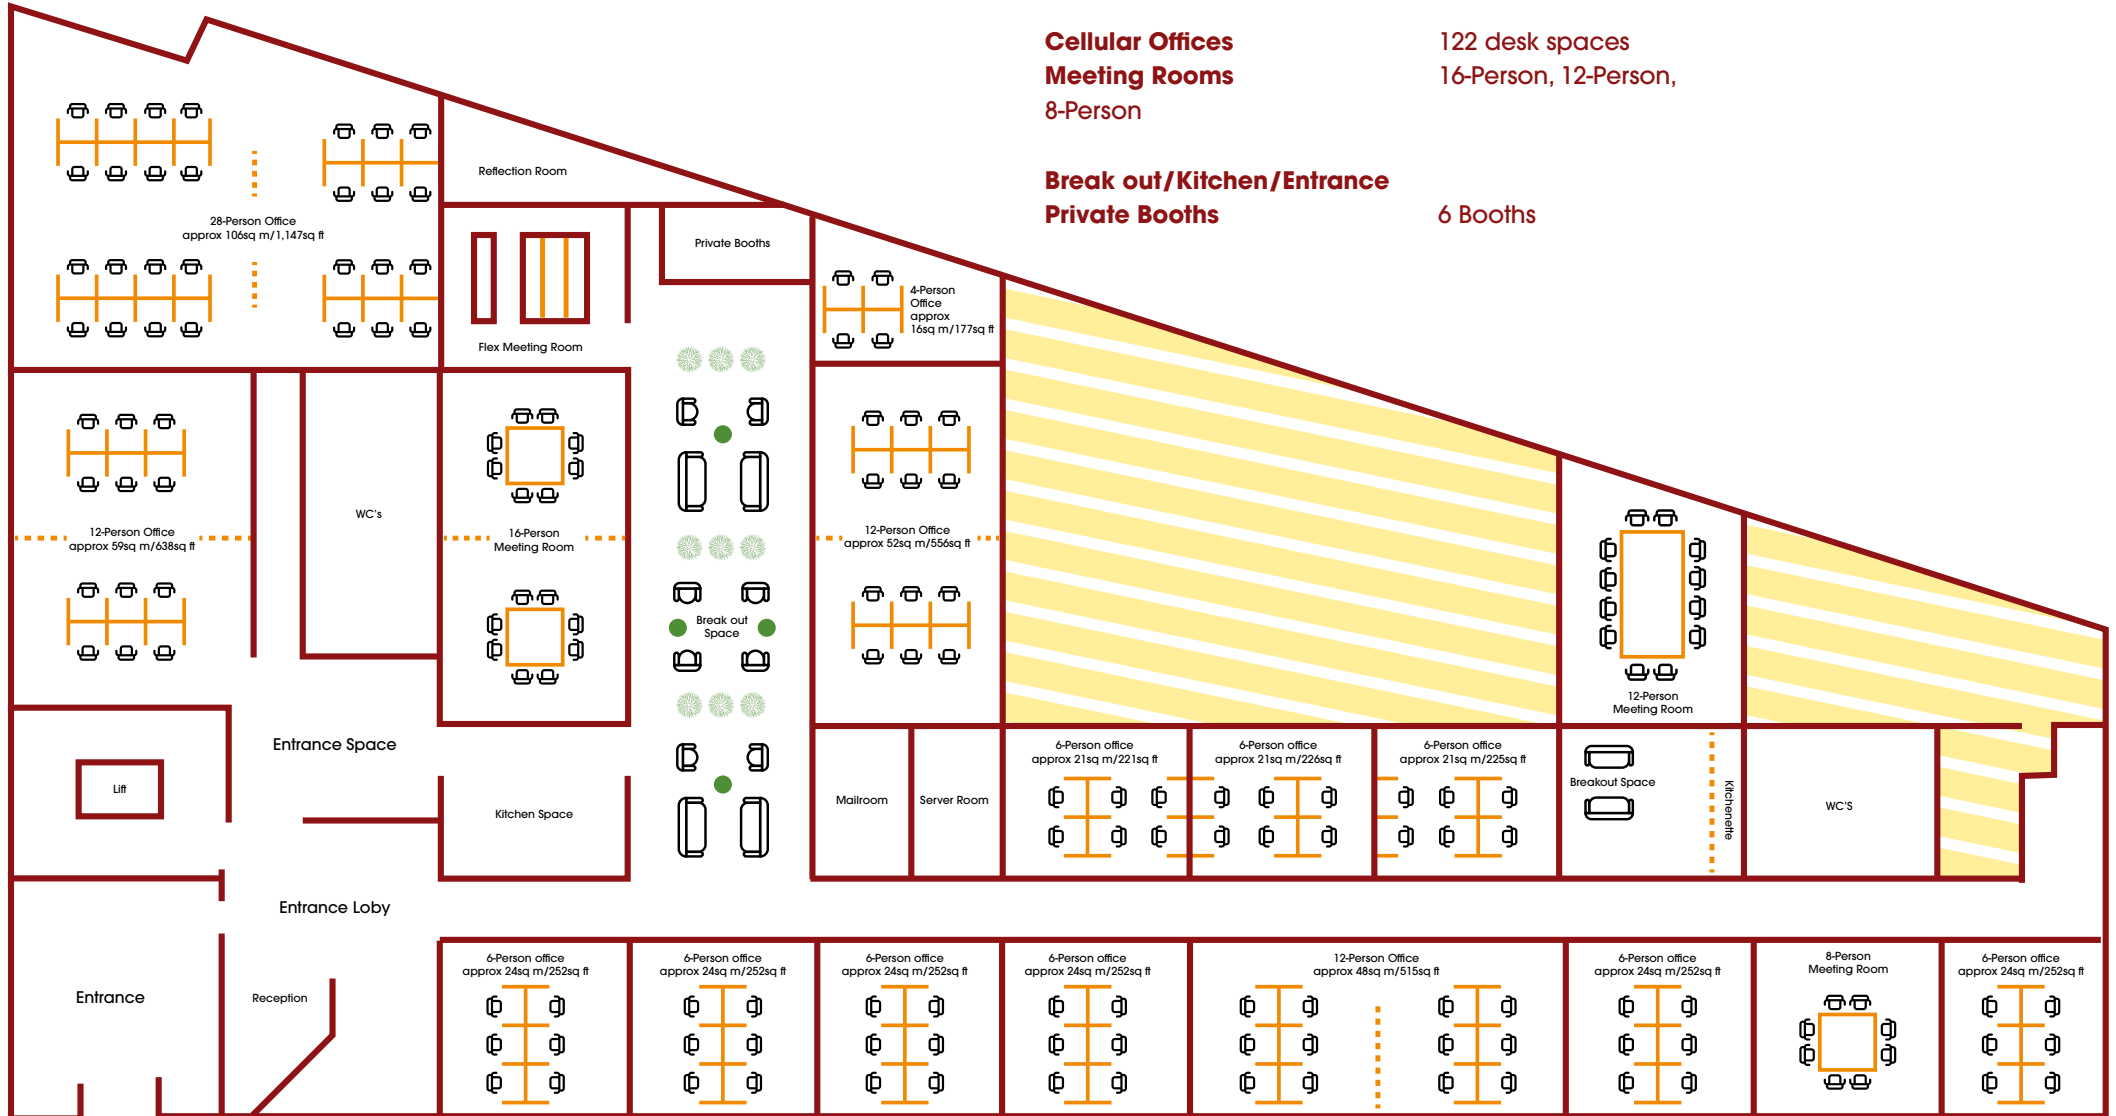 Cellular Offices 122 desk spaces
Meeting Rooms 16-Person, 12-Person,
8-Person
Break out/Kitchen/Entrance
Private Booths 6 Booths
Reflection Room
28-Person Office
approx 106sq m/1,147sq ft
Private Booths
4-Person
Office
approx
16sq m/177sq ft
Flex Meeting Room
WC's
12-Person Office
approx 59sq m/638sq ft
16-Person
Meeting Room
12-Person Office
approx 52sq m/556sq ft
Break out
Space
12-Person
Meeting Room
Entrance Space
6-Person office
approx 21sq m/221sq ft
6-Person office
approx 21sq m/226sq ft
6-Person office
approx 21sq m/225sq ft
Lift
Kitchen Space
Mailroom
Server Room
Breakout Space
Kitchenette
WC'S
Entrance Loby
Entrance
Reception
6-Person office
approx 24sq m/252sq ft
6-Person office
approx 24sq m/252sq ft
6-Person office
approx 24sq m/252sq ft
6-Person office
approx 24sq m/252sq ft
12-Person Office
approx 48sq m/515sq ft
6-Person office
approx 24sq m/252sq ft
8-Person
Meeting Room
6-Person office
approx 24sq m/252sq ft